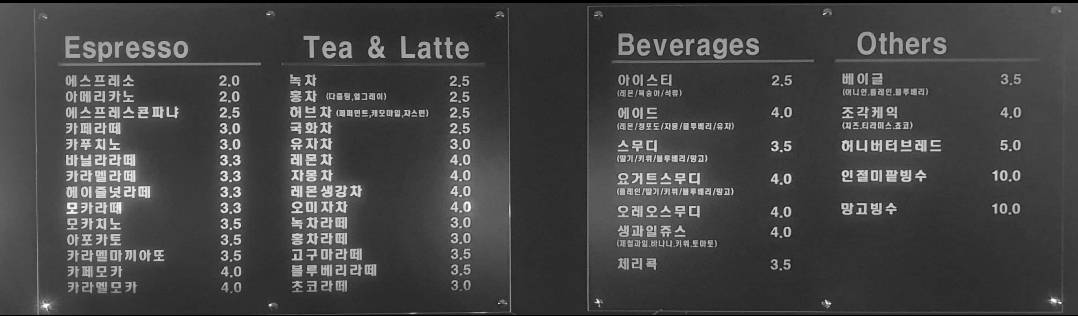 Espresso
에스프레소 2.0
아메리카노 2.0
에스프레스콘파냐 2.5
카페라떼 3.0
카푸치노 3.0
바닐라라떼 3.3
카라멜라떼 3.3
헤이즐넛라떼 3.3
모카라떼 3.3
모카치노 3.5
아포카토 3.5
카라멜마끼아또 3.5
카페모카 4.0
카라멜모카 4.0
Tea & Latte
녹차 2.5
홍차 (다즐링,얼그레이) 2.5
허브차 (페퍼먼트,케모마일,자스민) 2.5
국화차 2.5
유자차 3.0
레몬차 4.0
자몽차 4.0
레몬생강차 4.0
오미자차 4.0
녹차라떼 3.0
홍차라떼 3.0
고구마라떼 3.5
블루베리라떼 3.5
초코라떼 3.0
Beverages
아이스티 2.5
(레몬/복숭아/석류)
에이드 4.0
(레몬/청포도/자몽/블루베리/유자)
스무디 3.5
(딸기/키위/블루베리/망고)
요거트스무디 4.0
(플레인/딸기/키위/블루베리/망고)
오레오스무디 4.0
생과일쥬스 4.0
(제철과일,바나나,키위,토마토)
체리콕 3.5
Others
베이글 3.5
(어니언,플레인,블루베리)
조각케익 4.0
(치즈,티라미스,쵸코)
허니버터브레드 5.0
인절미팥빙수 10.0
망고빙수 10.0